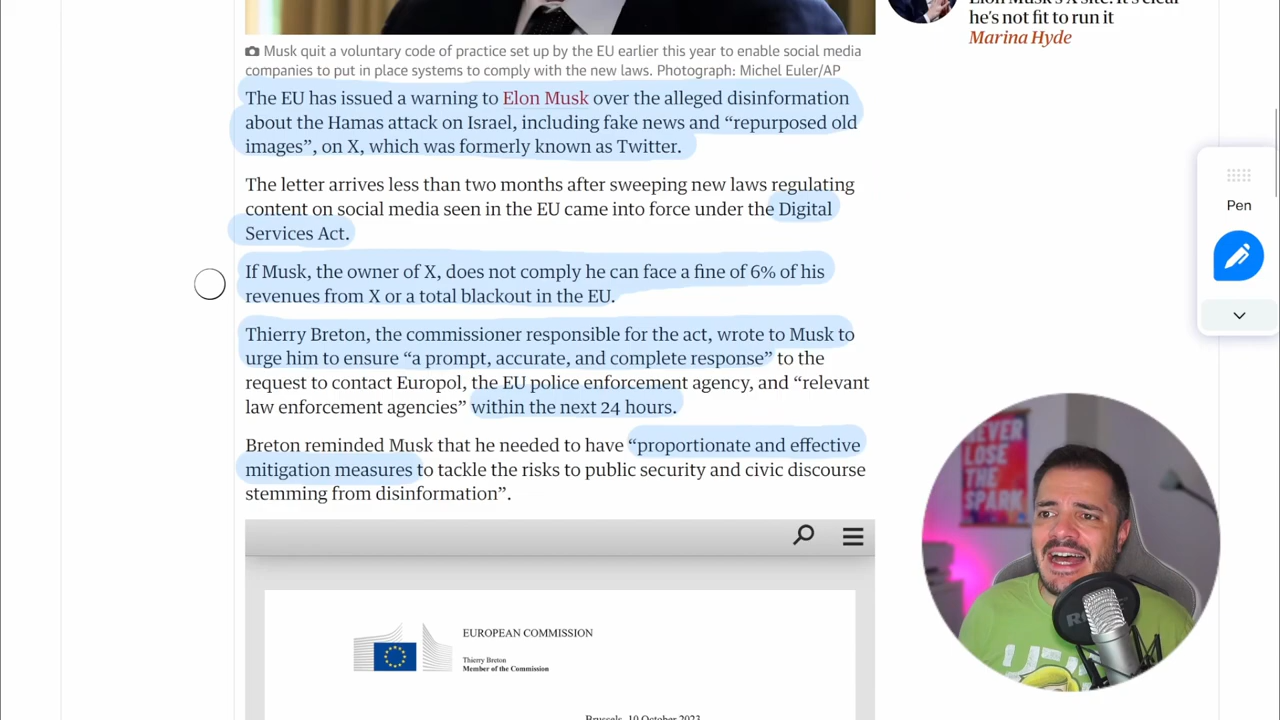 Elon Musk's X site. It's clear
he's not fit to run it
Marina Hyde
Musk quit a voluntary code of practice set up by the EU earlier this year to enable social media
companies to put in place systems to comply with the new laws. Photograph: Michel Euler/AP
The EU has issued a warning to Elon Musk over the alleged disinformation
about the Hamas attack on Israel, including fake news and “repurposed old
images”, on X, which was formerly known as Twitter.
The letter arrives less than two months after sweeping new laws regulating
content on social media seen in the EU came into force under the Digital
Services Act.
If Musk, the owner of X, does not comply he can face a fine of 6% of his
revenues from X or a total blackout in the EU.
Thierry Breton, the commissioner responsible for the act, wrote to Musk to
urge him to ensure “a prompt, accurate, and complete response” to the
request to contact Europol, the EU police enforcement agency, and “relevant
law enforcement agencies” within the next 24 hours.
Breton reminded Musk that he needed to have “proportionate and effective
mitigation measures to tackle the risks to public security and civic discourse
stemming from disinformation”.
EUROPEAN COMMISSION
Thierry Breton
Member of the Commission
Brussels, 10 October 2023
Pen
NEVER
LOSE
THE
SPARK